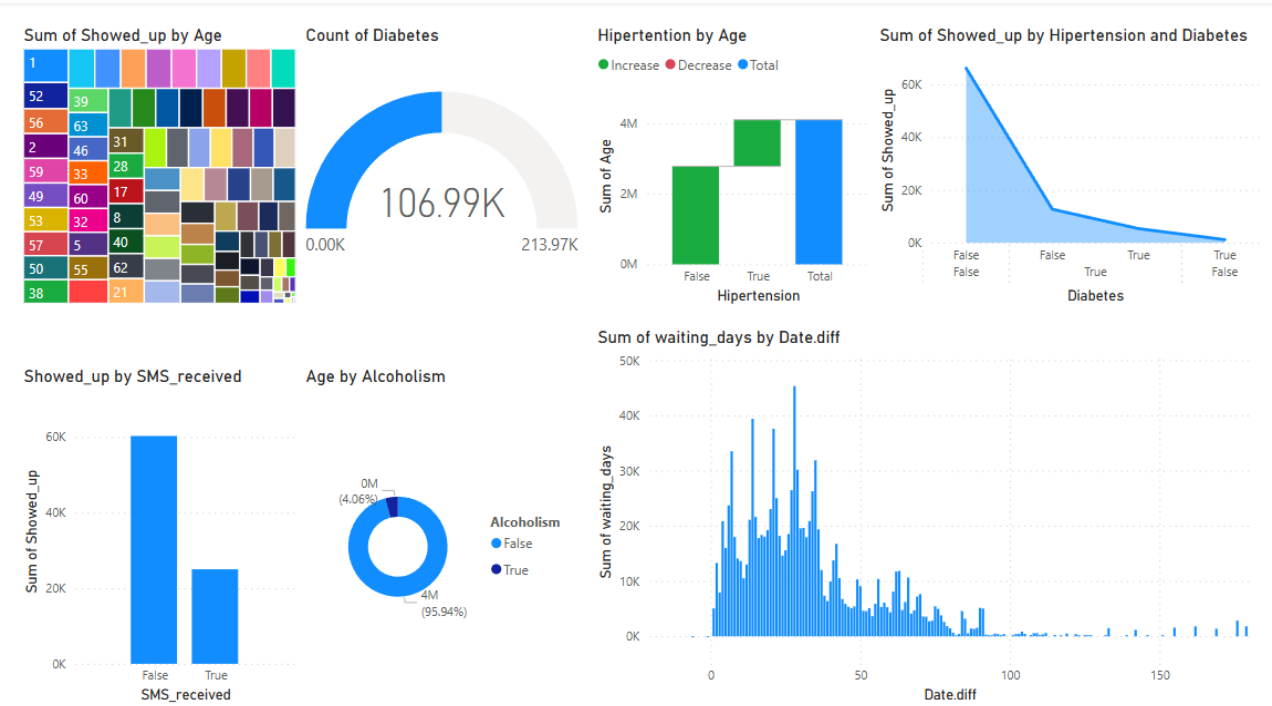 Sum of Showed_up by Age
1
52
56
2
59
49
53
57
50
38
39
63
46
33
60
32
5
55
31
28
17
8
40
62
21
Count of Diabetes
106.99K
0.00K
213.97K
Hipertention by Age
Increase Decrease Total
Sum of Age
4M
2M
0M
False True Total
Hipertension
Sum of Showed_up by Hipertension and Diabetes
Sum of Showed_up
60K
40K
20K
0K
False False True True
False True False
Diabetes
Showed_up by SMS_received
Sum of Showed_up
60K
40K
20K
0K
False True
SMS_received
Age by Alcoholism
0M
(4.06%)
4M
(95.94%)
Alcoholism
False
True
Sum of waiting_days by Date.diff
Sum of waiting_days
50K
40K
30K
20K
10K
0K
0 50 100 150
Date.diff